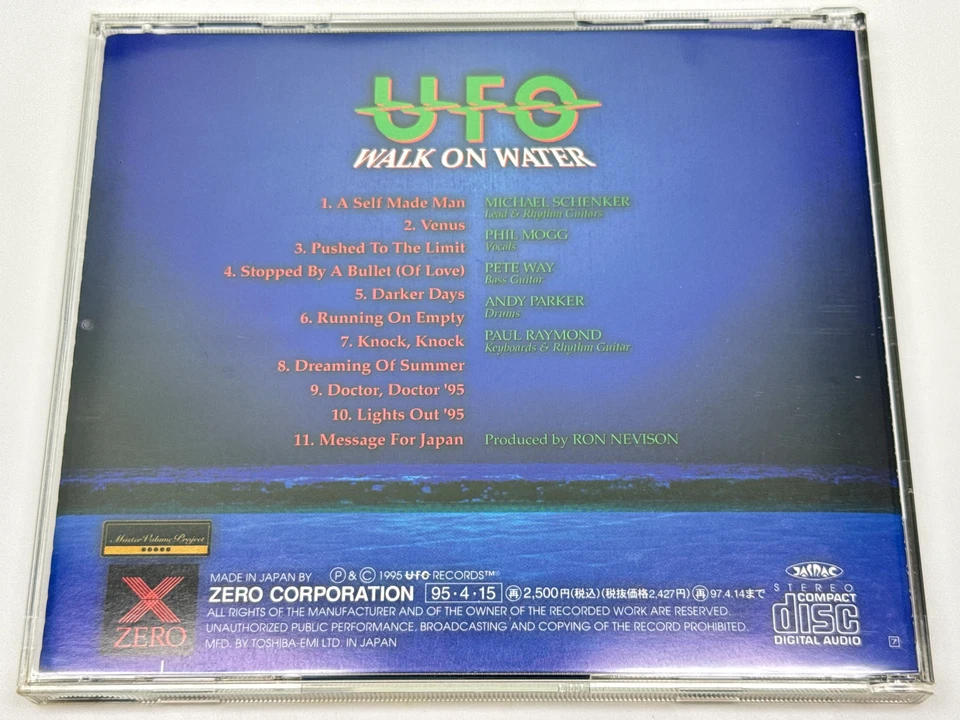 UFO
WALK ON WATER
1. A Self Made Man
2. Venus
3. Pushed To The Limit
4. Stopped By A Bullet (Of Love)
5. Darker Days
6. Running On Empty
7. Knock, Knock
8. Dreaming Of Summer
9. Doctor, Doctor '95
10. Lights Out '95
11. Message For Japan
MICHAEL SCHENKER
Lead & Rhythm Guitars
PHIL MOGG
Vocals
PETE WAY
Bass Guitar
ANDY PARKER
Drums
PAUL RAYMOND
Keyboards & Rhythm Guitar
Produced by RON NEVISON
Master Volume Project
ZERO
MADE IN JAPAN BY Ⓟ & Ⓒ 1995 UFO RECORDS™
ZERO CORPORATION 95・4・15 再 2,500円(税込)(税抜価格2,427円) 再 97.4.14まで
ALL RIGHTS OF THE MANUFACTURER AND OF THE OWNER OF THE RECORDED WORK ARE RESERVED.
UNAUTHORIZED PUBLIC PERFORMANCE, BROADCASTING AND COPYING OF THE RECORD PROHIBITED.
MFD. BY TOSHIBA-EMI LTD. IN JAPAN
JASRAC
STEREO
COMPACT
disc
DIGITAL AUDIO
ア